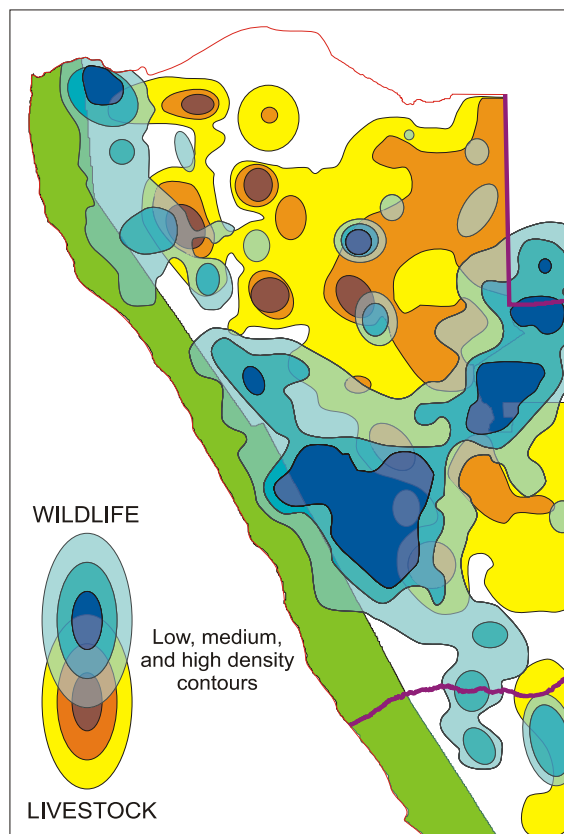 WILDLIFE
Low, medium,
and high density
contours
LIVESTOCK